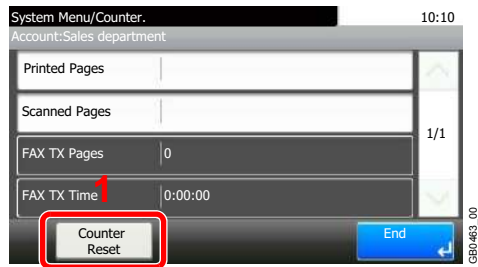 System Menu/Counter. 10:10
Account:Sales department
Printed Pages
Scanned Pages
1/1
FAX TX Pages 0
FAX TX Time 0:00:00
1
Counter
Reset
End
GB0463_00